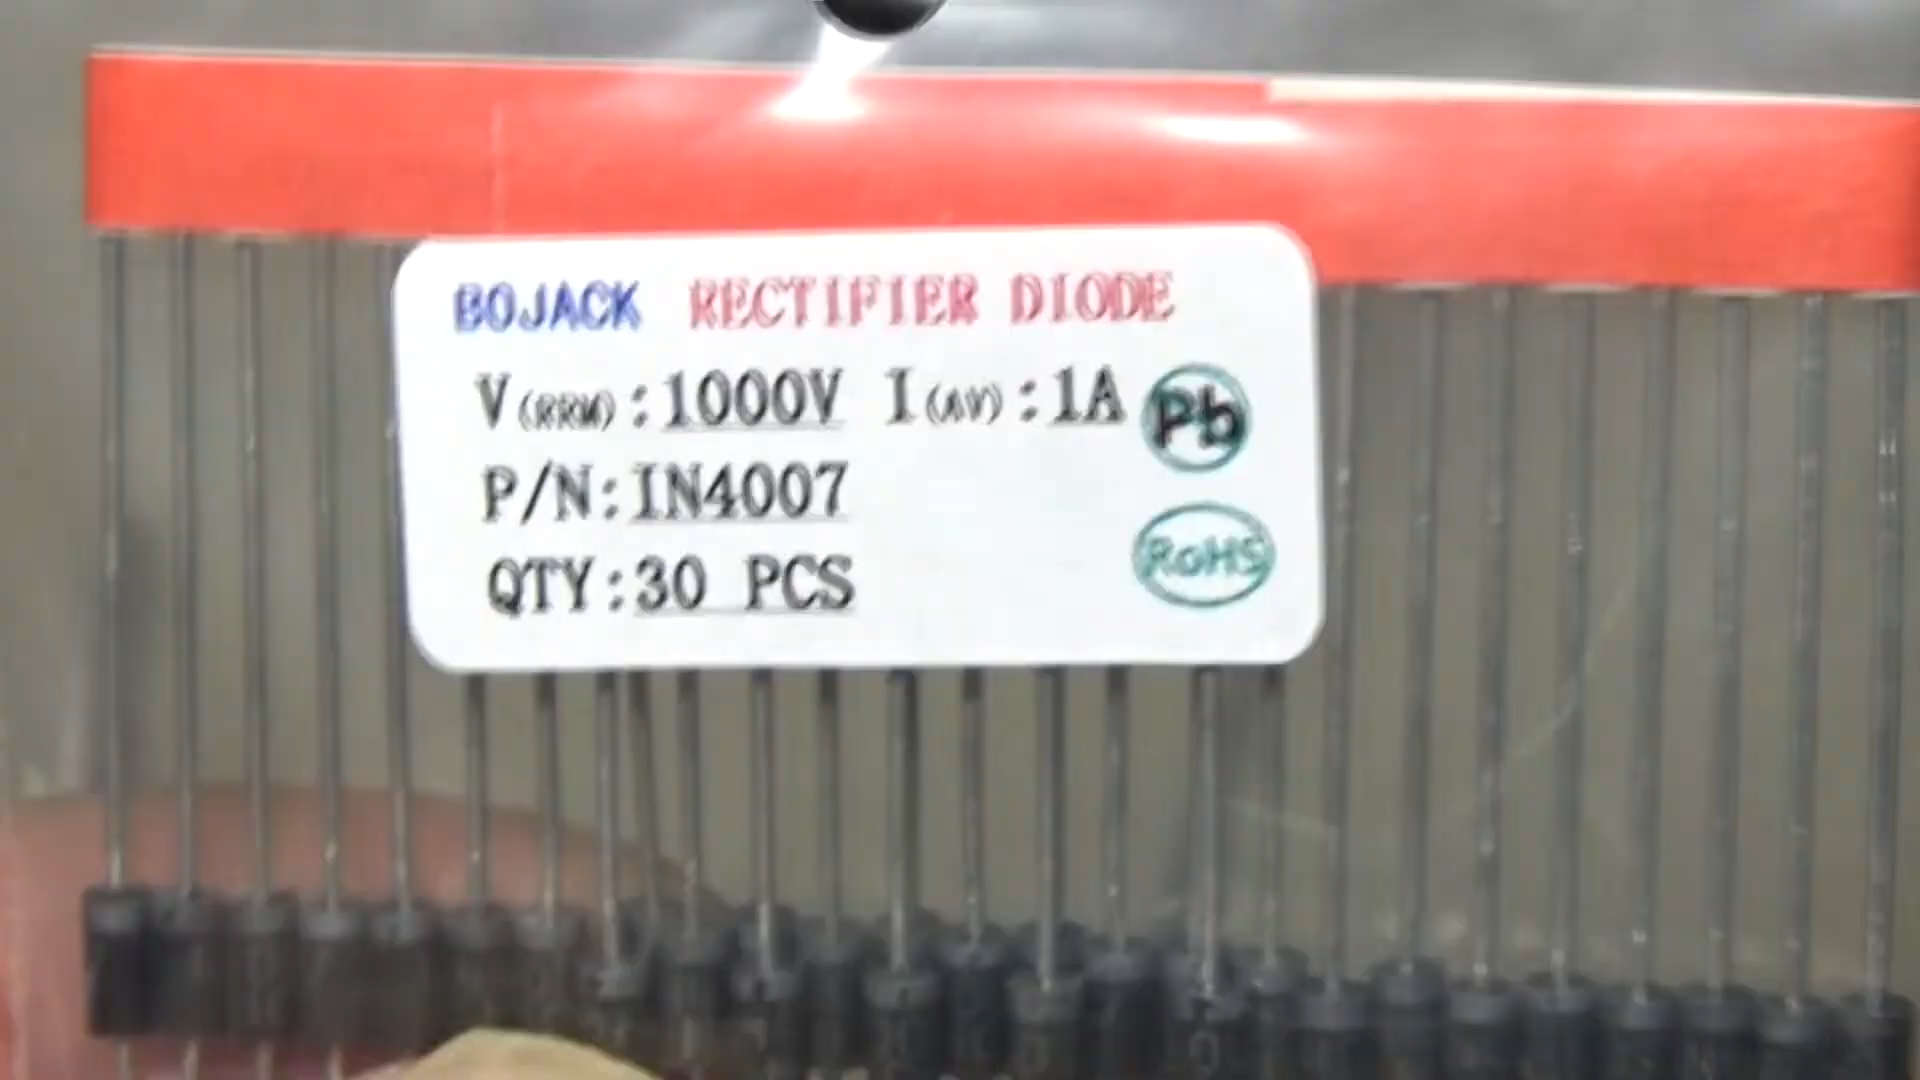 BOJACK RECTIFIER DIODE
V(RRM):1000V I(AV):1A Pb
P/N:IN4007
RoHS
QTY:30 PCS